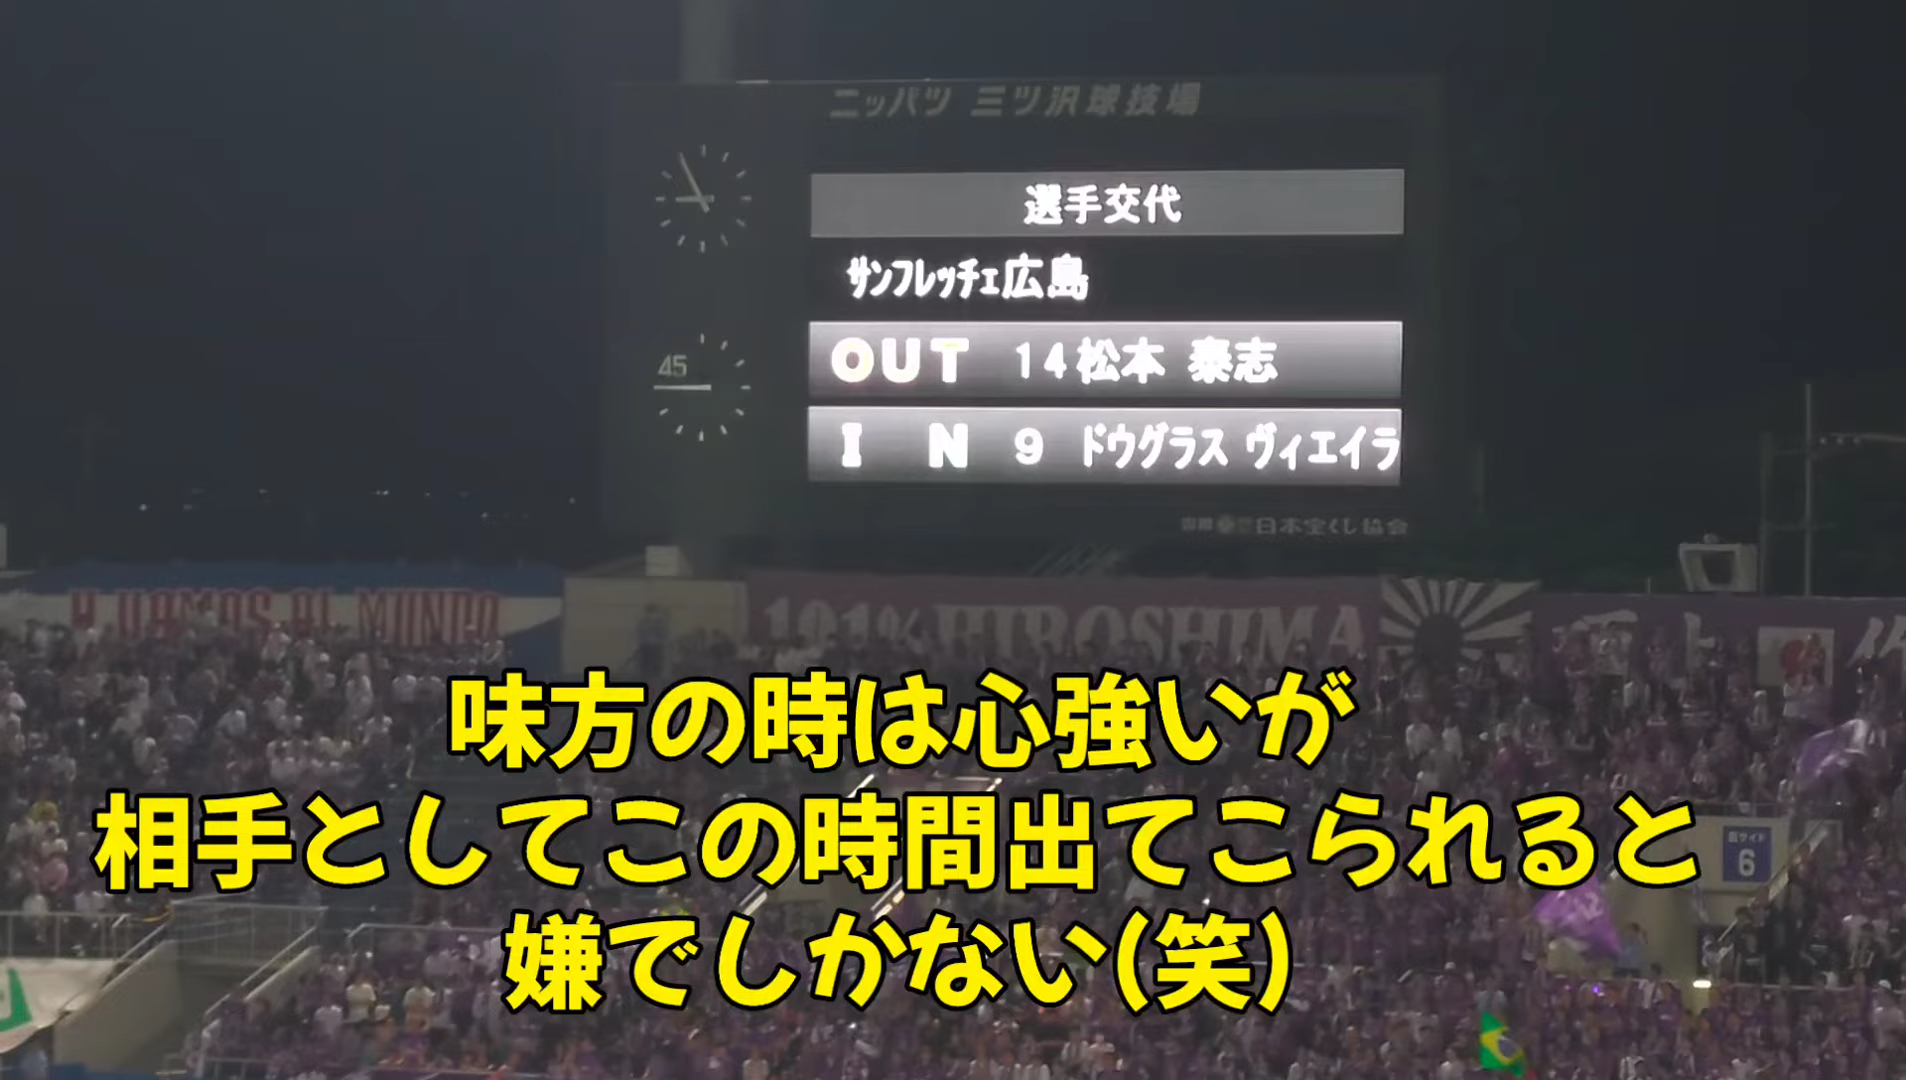 ニッパツ 三ツ沢球技場
選手交代
サンフレッチェ広島
OUT 14 松本 泰志
45
IN 9 ドウグラス ヴィエイラ
日本宝くじ協会
101% HIROSHIMA
味方の時は心強いが
相手としてこの時間出てこられると
6
嫌でしかない(笑)